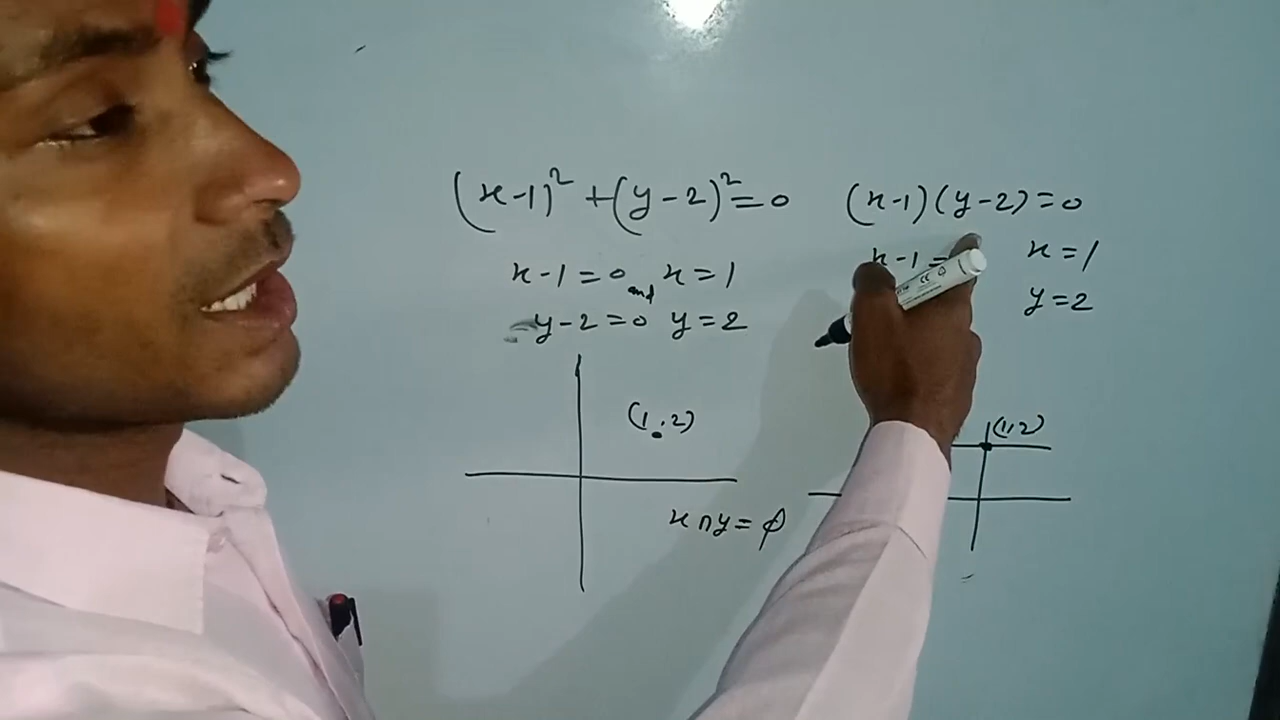 (x-1)² + (y-2)² = 0
x-1=0 and x=1
y-2=0 y=2
(1,2)
x∩y=ϕ
(x-1)(y-2)=0
x-1= x=1
y=2
(1,2)